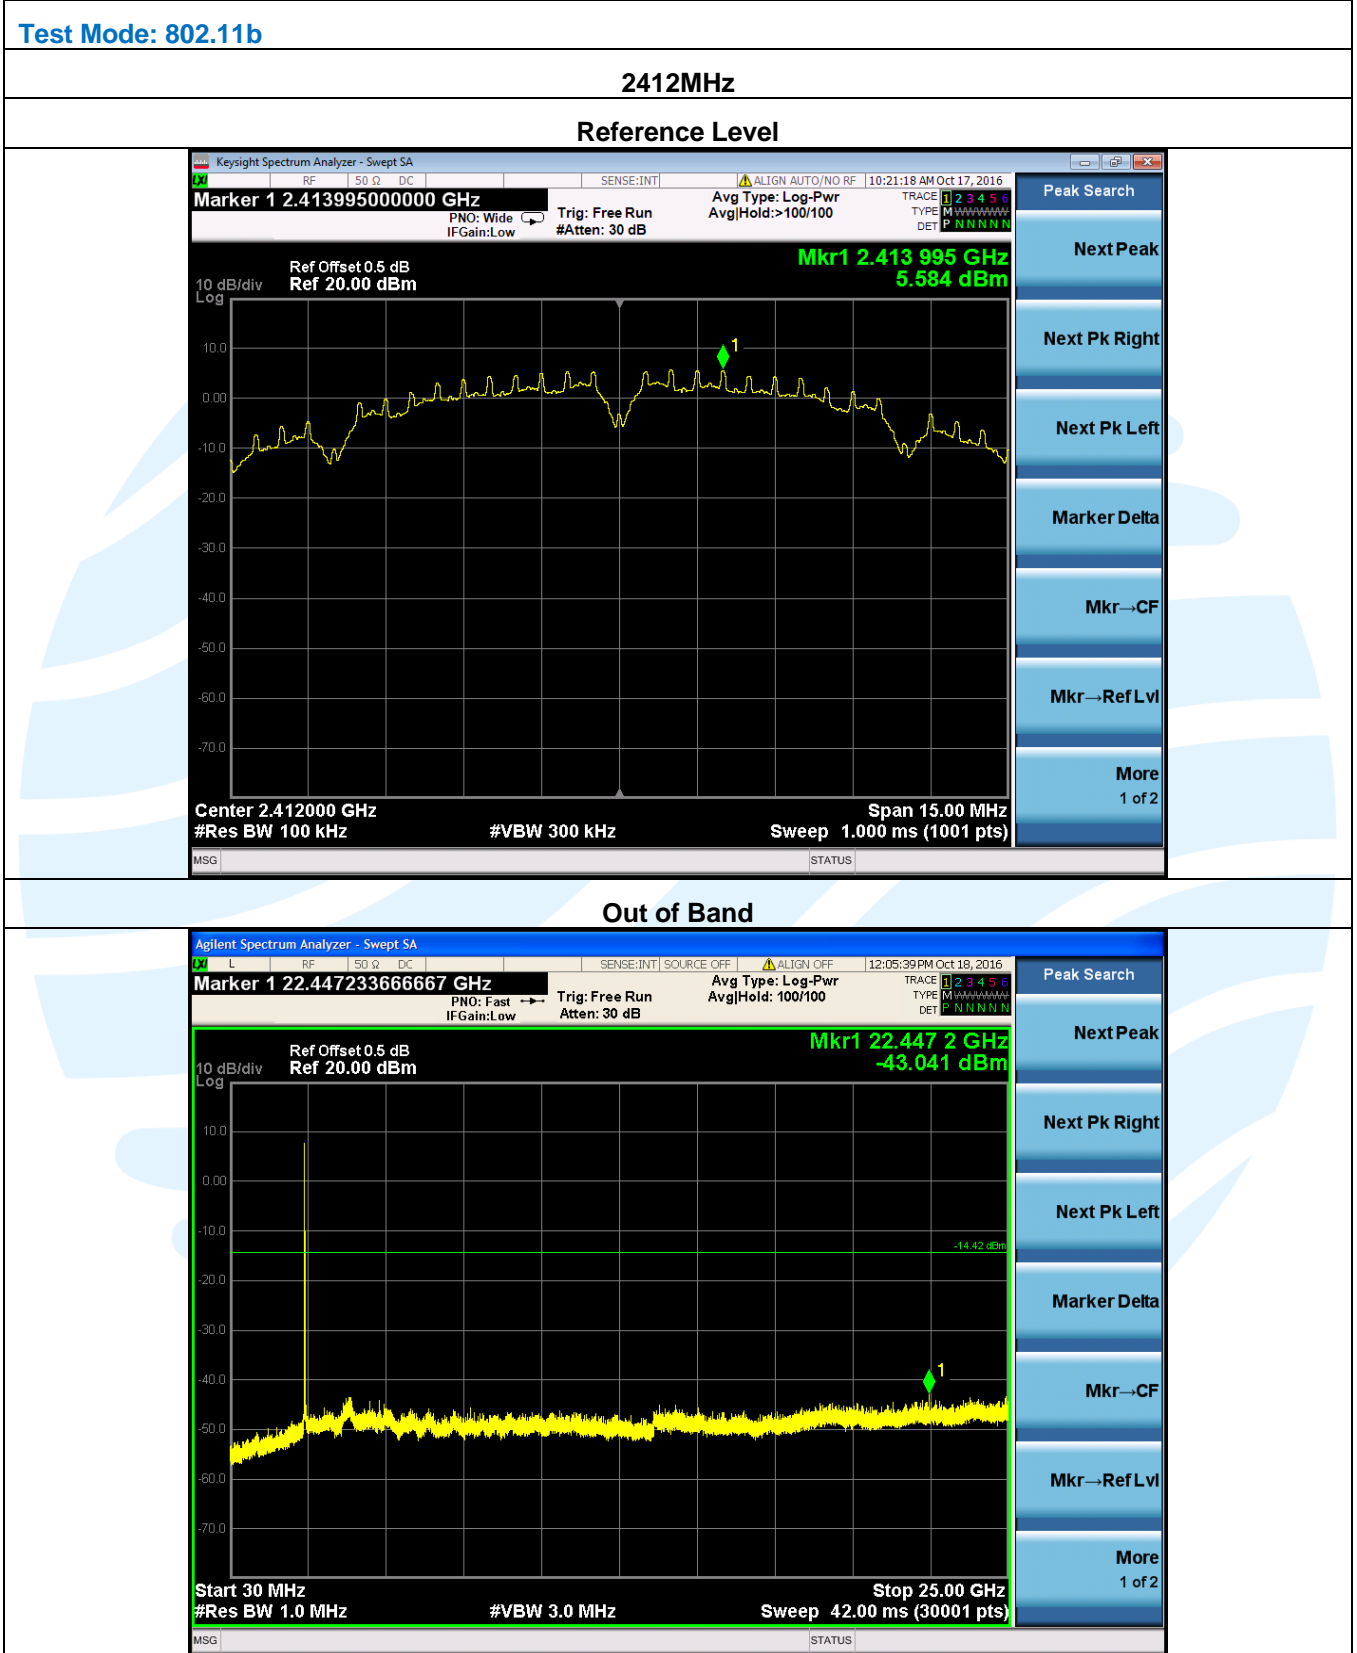 Test Mode: 802.11b
2412MHz
Reference Level
Keysight Spectrum Analyzer - Swept SA
LXI RF 50 Ω DC SENSE:INT ALIGN AUTO/NO RF 10:21:18 AM Oct 17, 2016
Marker 1 2.413995000000 GHz
PNO: Wide
IFGain:Low
Trig: Free Run
#Atten: 30 dB
Avg Type: Log-Pwr
Avg|Hold:>100/100
TRACE 1 2 3 4 5 6
TYPE M WWWWW
DET P N N N N N
Peak Search
Mkr1 2.413 995 GHz
5.584 dBm
Ref Offset 0.5 dB
10 dB/div Ref 20.00 dBm
Log
10.0
0.00
-10.0
-20.0
-30.0
-40.0
-50.0
-60.0
-70.0
1
Center 2.412000 GHz Span 15.00 MHz
#Res BW 100 kHz #VBW 300 kHz Sweep 1.000 ms (1001 pts)
MSG STATUS
Next Peak
Next Pk Right
Next Pk Left
Marker Delta
Mkr→CF
Mkr→Ref Lvl
More
1 of 2
Out of Band
Agilent Spectrum Analyzer - Swept SA
LXI L RF 50 Ω DC SENSE:INT SOURCE OFF ALIGN OFF 12:05:39 PM Oct 18, 2016
Marker 1 22.447233666667 GHz
PNO: Fast
IFGain:Low
Trig: Free Run
Atten: 30 dB
Avg Type: Log-Pwr
Avg|Hold: 100/100
TRACE 1 2 3 4 5 6
TYPE M WWWWW
DET P N N N N N
Peak Search
Mkr1 22.447 2 GHz
-43.041 dBm
Ref Offset 0.5 dB
10 dB/div Ref 20.00 dBm
Log
10.0
0.00
-10.0
-20.0
-30.0
-40.0
-50.0
-60.0
-70.0
-14.42 dBm
1
Start 30 MHz Stop 25.00 GHz
#Res BW 1.0 MHz #VBW 3.0 MHz Sweep 42.00 ms (30001 pts)
MSG STATUS
Next Peak
Next Pk Right
Next Pk Left
Marker Delta
Mkr→CF
Mkr→Ref Lvl
More
1 of 2